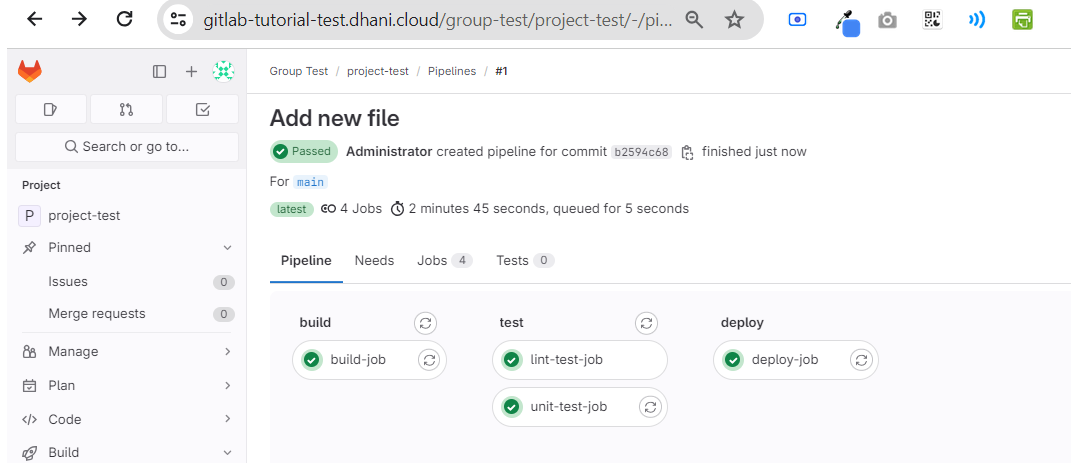 gitlab-tutorial-test.dhani.cloud/group-test/project-test/-/pi...
Group Test / project-test / Pipelines / #1
Add new file
Passed Administrator created pipeline for commit b2594c68 finished just now
For main
latest 4 Jobs 2 minutes 45 seconds, queued for 5 seconds
Search or go to...
Project
P project-test
Pinned
Issues 0
Merge requests 0
Manage
Plan
Code
Build
Pipeline Needs Jobs 4 Tests 0
build
build-job
test
lint-test-job
unit-test-job
deploy
deploy-job